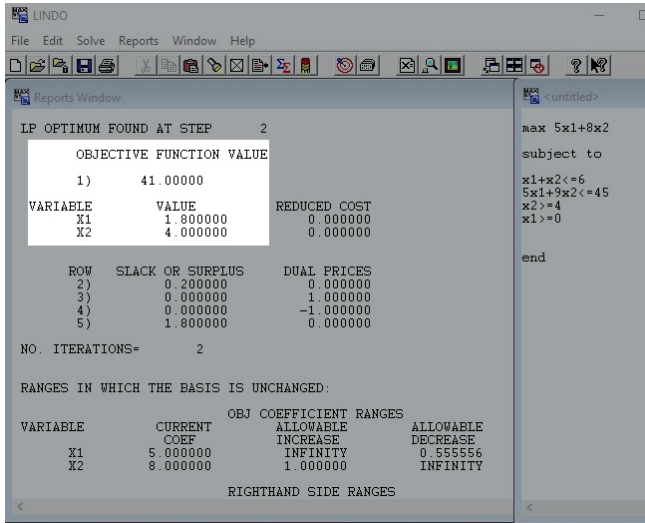 LINDO
File Edit Solve Reports Window Help
Reports Window
LP OPTIMUM FOUND AT STEP 2
OBJECTIVE FUNCTION VALUE
1) 41.00000
VARIABLE VALUE REDUCED COST
X1 1.800000 0.000000
X2 4.000000 0.000000
ROW SLACK OR SURPLUS DUAL PRICES
2) 0.200000 0.000000
3) 0.000000 1.000000
4) 0.000000 -1.000000
5) 1.800000 0.000000
NO. ITERATIONS= 2
RANGES IN WHICH THE BASIS IS UNCHANGED:
OBJ COEFFICIENT RANGES
VARIABLE CURRENT ALLOWABLE ALLOWABLE
COEF INCREASE DECREASE
X1 5.000000 INFINITY 0.555556
X2 8.000000 1.000000 INFINITY
RIGHTHAND SIDE RANGES
<untitled>
max 5x1+8x2
subject to
x1+x2<=6
5x1+9x2<=45
x2>=4
x1>=0
end